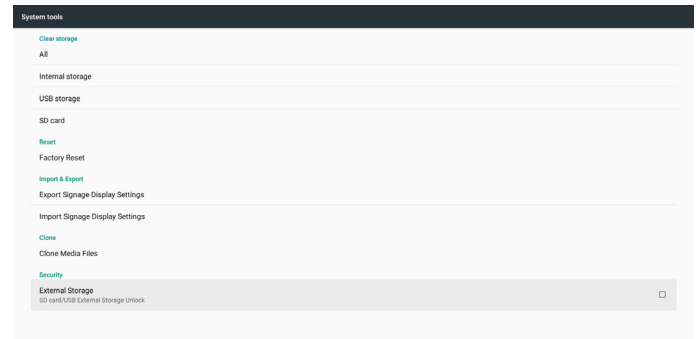 System tools
Clear storage
All
Internal storage
USB storage
SD card
Reset
Factory Reset
Import & Export
Export Signage Display Settings
Import Signage Display Settings
Clone
Clone Media Files
Security
External Storage
SD card/USB External Storage Unlock